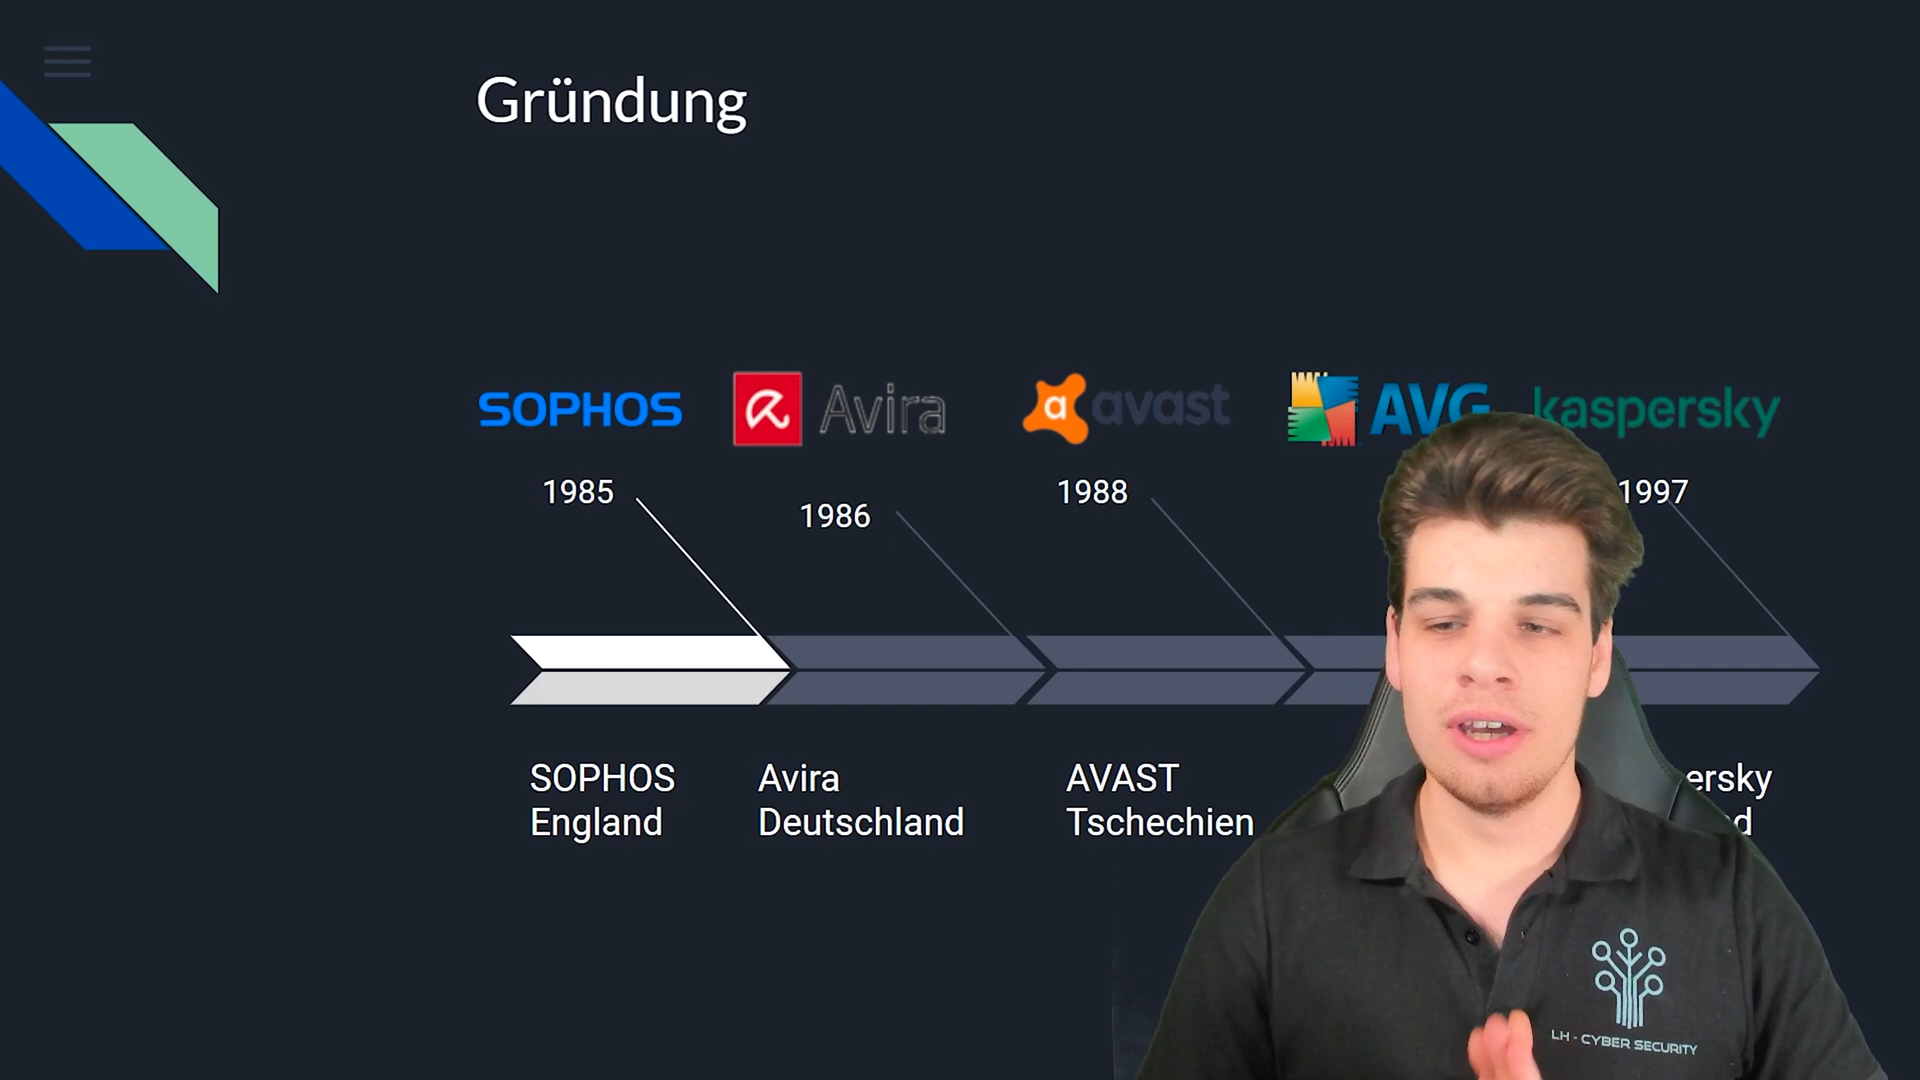 Gründung
SOPHOS
Avira
avast
AVG
kaspersky
1985
1986
1988
1997
SOPHOS
England
Avira
Deutschland
AVAST
Tschechien
LH - CYBER SECURITY